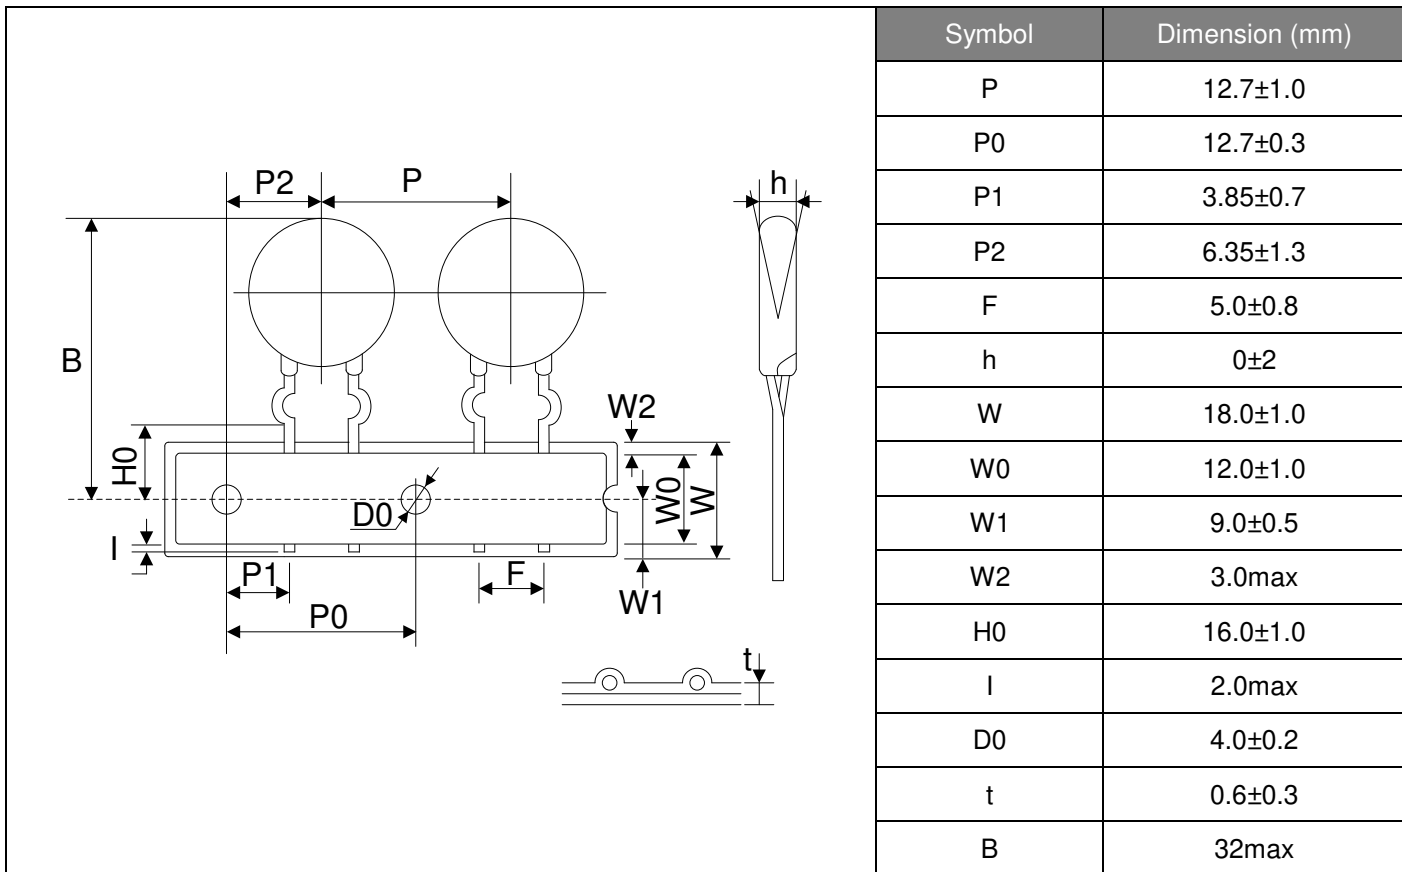 P2
P
h
B
W2
H0
D0
W0
W
I
P1
F
W1
P0
t
Symbol Dimension (mm)
P 12.7±1.0
P0 12.7±0.3
P1 3.85±0.7
P2 6.35±1.3
F 5.0±0.8
h 0±2
W 18.0±1.0
W0 12.0±1.0
W1 9.0±0.5
W2 3.0max
H0 16.0±1.0
I 2.0max
D0 4.0±0.2
t 0.6±0.3
B 32max